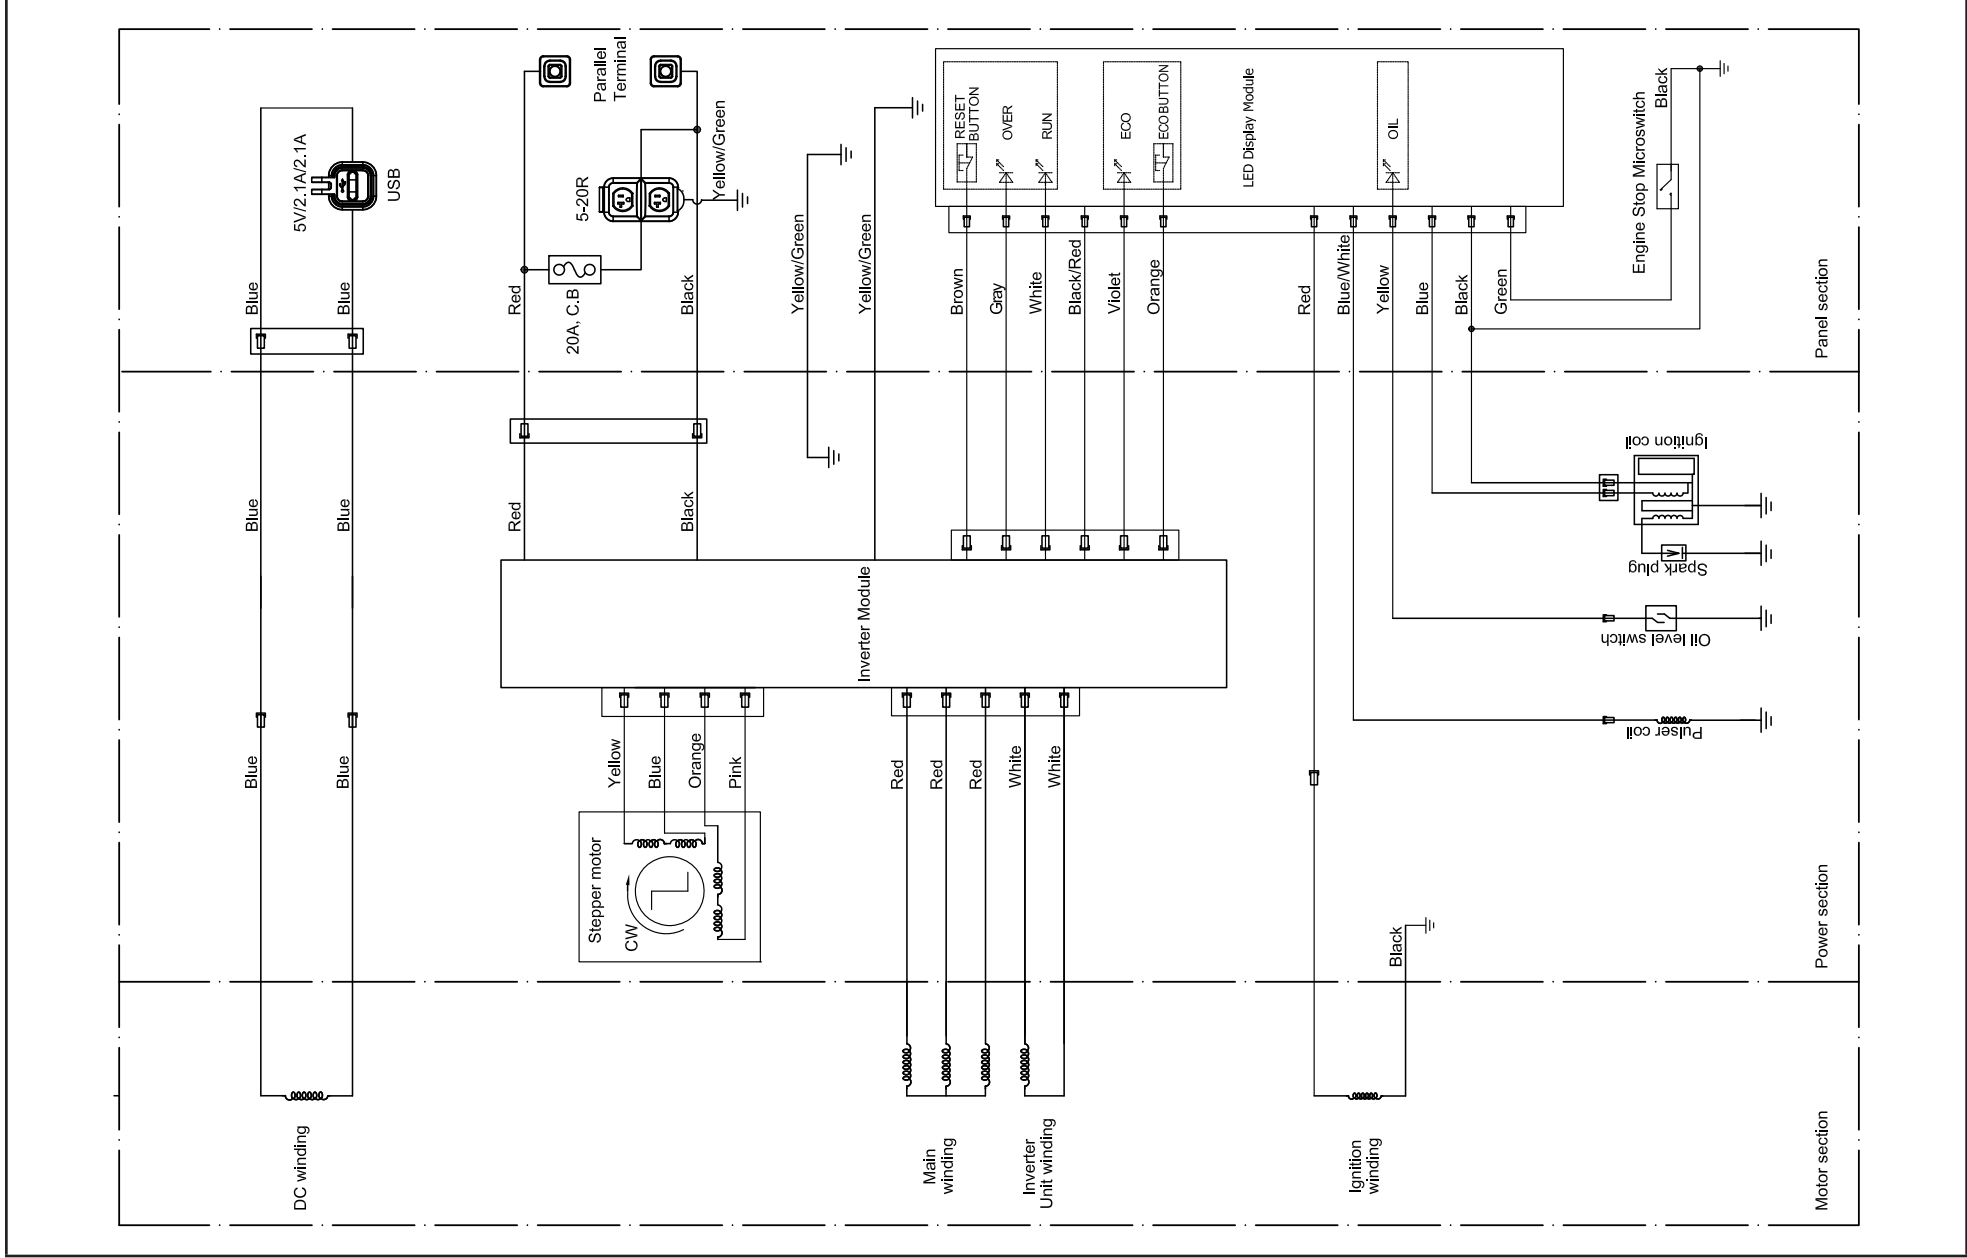 5V/2.1A/2.1A
USB
Blue
Blue
Blue
Blue
Blue
Blue
DC winding
Parallel
Terminal
5-20R
20A, C.B
Red
Black
Yellow/Green
Red
Black
Yellow/Green
Yellow/Green
Inverter Module
Yellow
Blue
Orange
Pink
Stepper motor
CW
Red
Red
Red
White
White
Main
winding
Inverter
Unit winding
RESET
BUTTON
OVER
RUN
ECO
ECO BUTTON
LED Display Module
OIL
Brown
Gray
White
Black/Red
Violet
Orange
Red
Blue/White
Yellow
Blue
Black
Green
Engine Stop Microswitch
Black
Panel section
Ignition coil
Spark plug
Oil level switch
Pulser coil
Black
Power section
Ignition
winding
Motor section